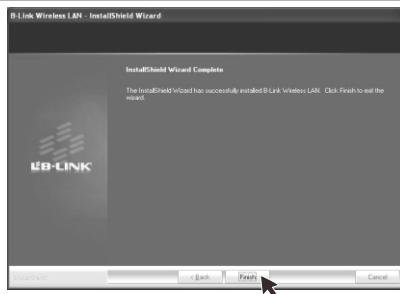 B-Link Wireless LAN - InstallShield Wizard
InstallShield Wizard Complete
The InstallShield Wizard has successfully installed B-Link Wireless LAN. Click Finish to exit the
wizard.
B-LINK
InstallShield
< Back
Finish
Cancel